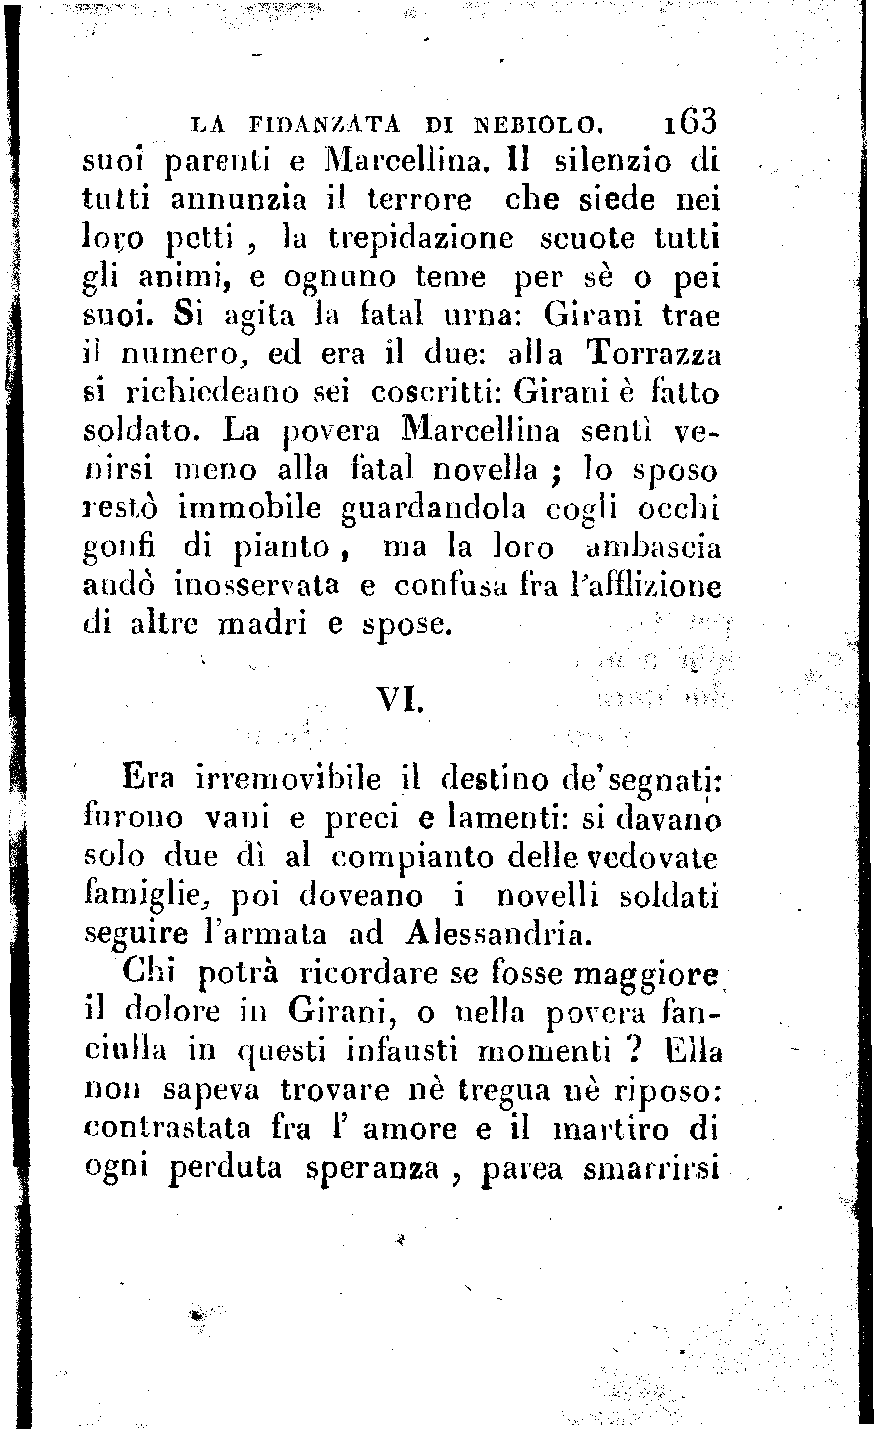 LA FIDANZATA DI NEBIOLO. 163
suoi parenti e Marcellina. Il silenzio di
tutti annunzia il terrore che siede nei
loro petti , la trepidazione scuote tutti
gli animi, e ognuno teme per sè o pei
suoi. Si agita la fatal urna: Girani trae
il numero, ed era il due: alla Torrazza
si richiedeano sei coscritti: Girani è fatto
soldato. La povera Marcellina sentì ve-
nirsi meno alla fatal novella ; lo sposo
restò immobile guardandola cogli occhi
gonfi di pianto , ma la loro ambascia
andò inosservata e confusa fra l'afflizione
di altre madri e spose.
VI.
Era irremovibile il destino de' segnati:
furono vani e preci e lamenti: si davano
solo due dì al compianto delle vedovate
famiglie, poi doveano i novelli soldati
seguire l'armata ad Alessandria.
Chi potrà ricordare se fosse maggiore
il dolore in Girani, o nella povera fan-
ciulla in questi infausti momenti ? Ella
non sapeva trovare nè tregua nè riposo:
contrastata fra l' amore e il martiro di
ogni perduta speranza , parea smarrirsi